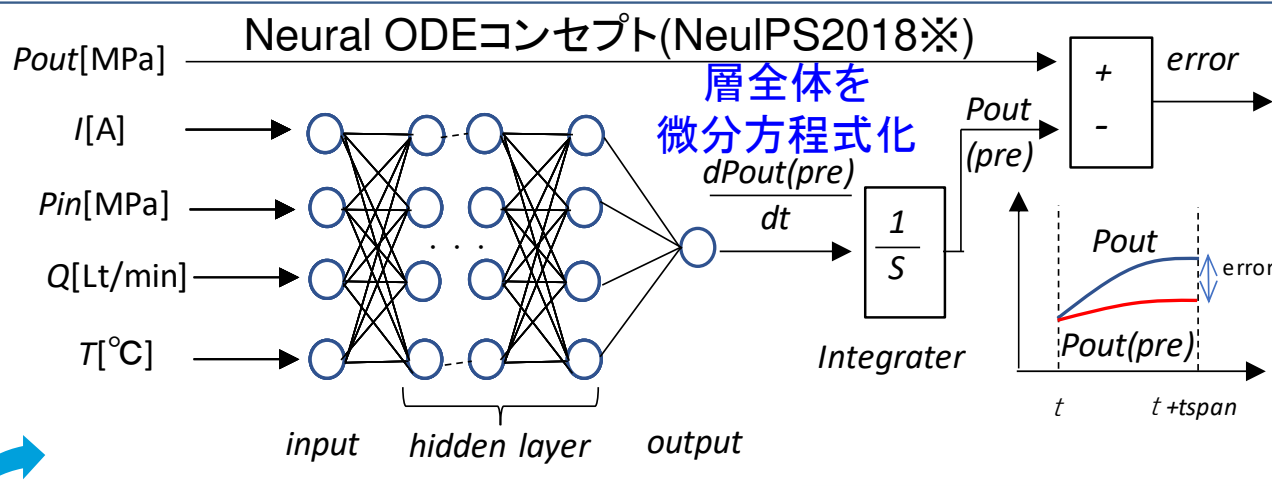 Neural ODEコンセプト(NeulPS2018※)
Pout[MPa]
I[A]
Pin[MPa]
Q[Lt/min]
T[℃]
層全体を
微分方程式化
dPout(pre)
dt
1
S
Integrater
Pout
(pre)
+
-
error
Pout
error
Pout(pre)
t
t +tspan
. . .
input
hidden layer
output